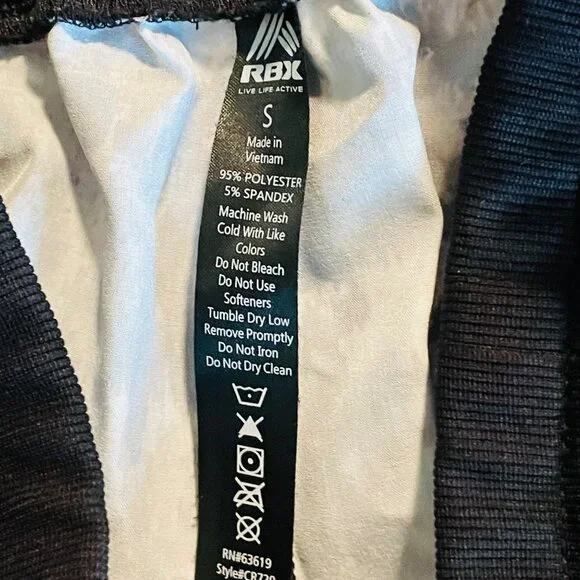 RBX
LIVE LIFE ACTIVE
S
Made in
Vietnam
95% POLYESTER
5% SPANDEX
Machine Wash
Cold With Like
Colors
Do Not Bleach
Do Not Use
Softeners
Tumble Dry Low
Remove Promptly
Do Not Iron
Do Not Dry Clean
RN#63619